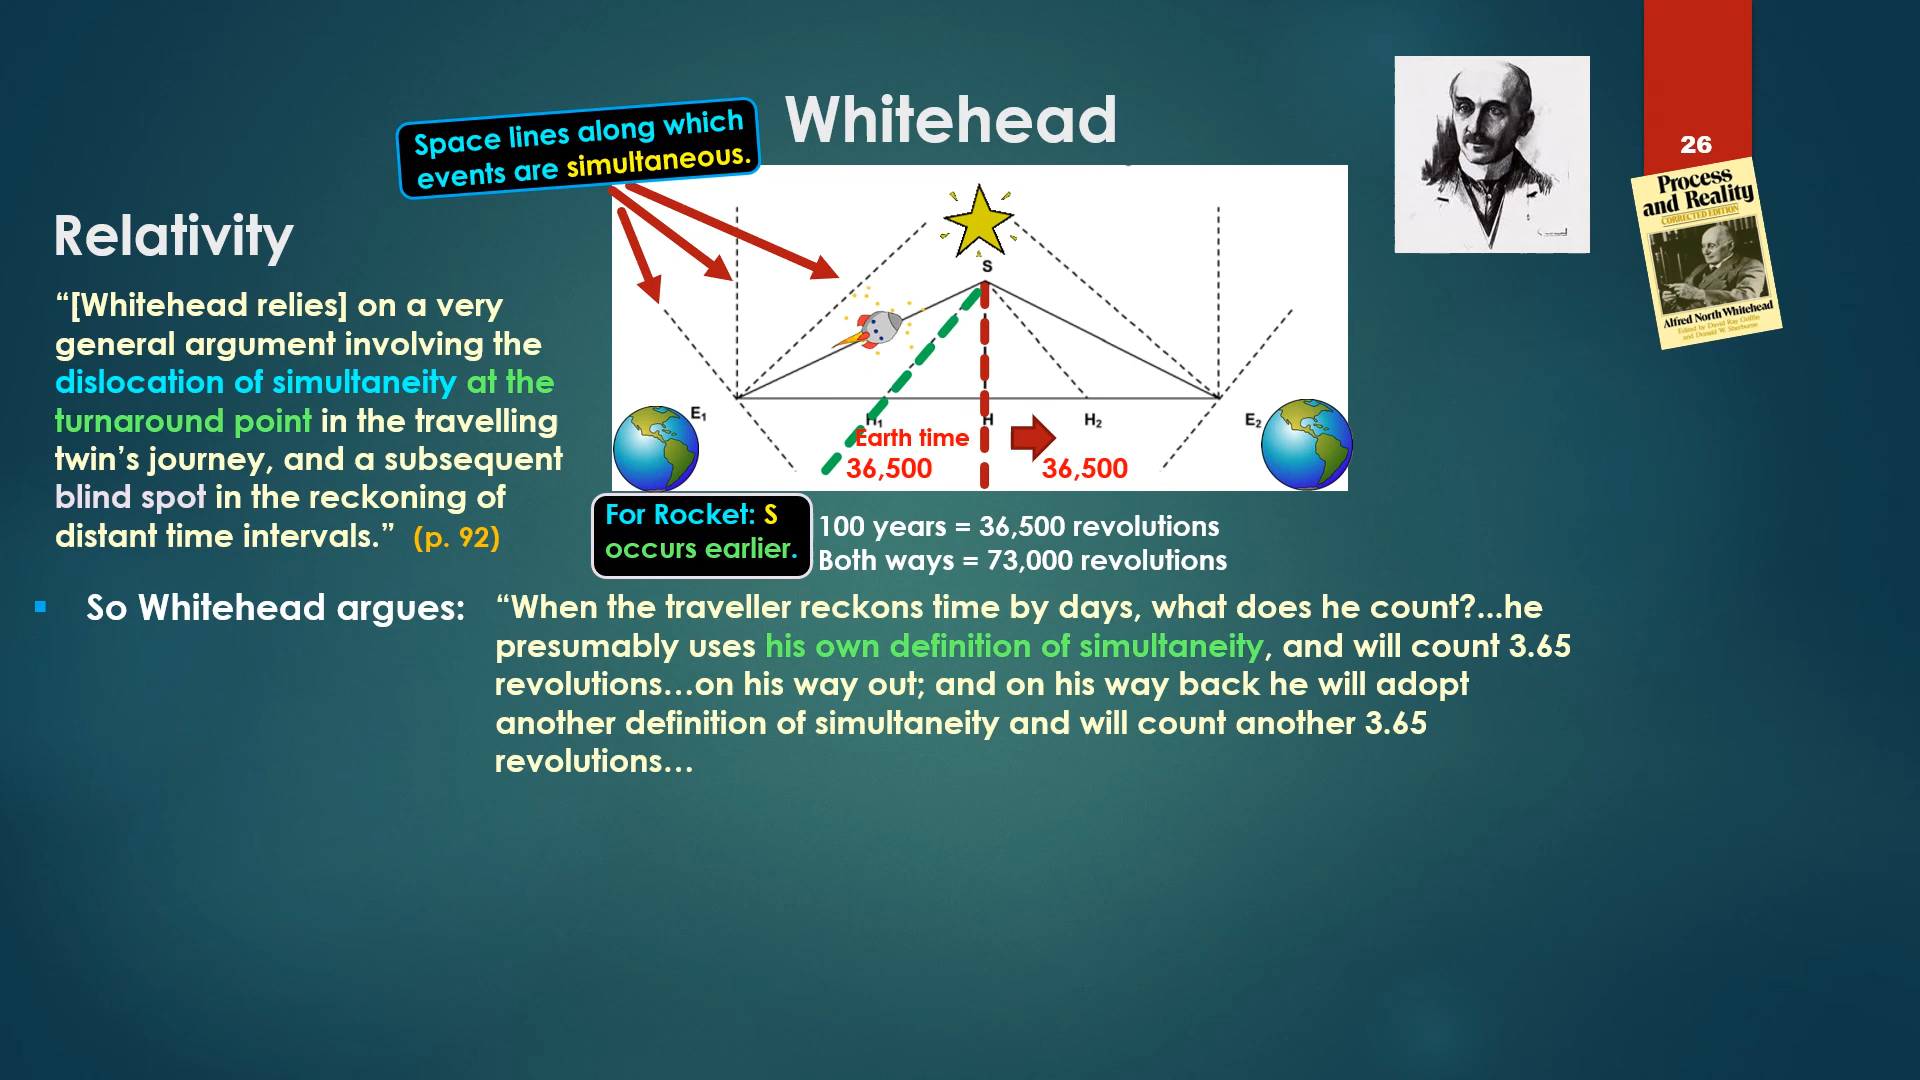 Whitehead
Space lines along which
events are simultaneous.
26
Process
and Reality
CORRECTED EDITION
Alfred North Whitehead
Edited by David Ray Griffin
and Donald W. Sherburne
Relativity
“[Whitehead relies] on a very
general argument involving the
dislocation of simultaneity at the
turnaround point in the travelling
twin’s journey, and a subsequent
blind spot in the reckoning of
distant time intervals.” (p. 92)
S
E₁
H₁
H
H₂
E₂
Earth time
36,500
36,500
For Rocket: S
occurs earlier.
100 years = 36,500 revolutions
Both ways = 73,000 revolutions
So Whitehead argues:
“When the traveller reckons time by days, what does he count?...he
presumably uses his own definition of simultaneity, and will count 3.65
revolutions…on his way out; and on his way back he will adopt
another definition of simultaneity and will count another 3.65
revolutions…